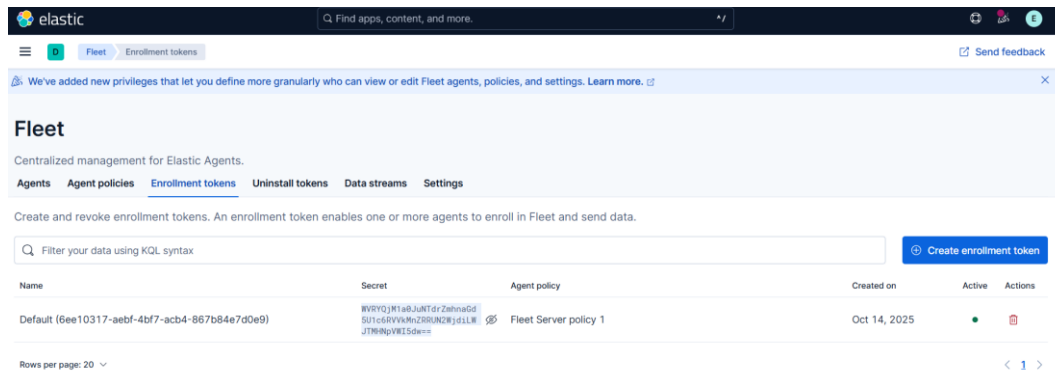 elastic
Find apps, content, and more.
^/
E
D
Fleet
Enrollment tokens
Send feedback
We've added new privileges that let you define more granularly who can view or edit Fleet agents, policies, and settings. Learn more.
Fleet
Centralized management for Elastic Agents.
Agents Agent policies Enrollment tokens Uninstall tokens Data streams Settings
Create and revoke enrollment tokens. An enrollment token enables one or more agents to enroll in Fleet and send data.
Filter your data using KQL syntax
Create enrollment token
Name Secret Agent policy Created on Active Actions
Default (6ee10317-aebf-4bf7-acb4-867b84e7d0e9) Fleet Server policy 1 Oct 14, 2025
Rows per page: 20
1